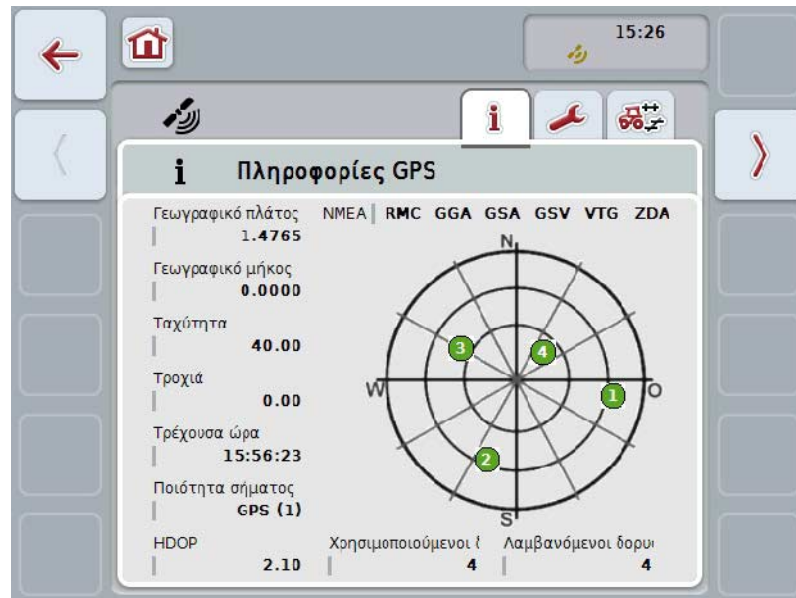 15:26
i
i Πληροφορίες GPS
Γεωγραφικό πλάτος
1.4765
NMEA RMC GGA GSA GSV VTG ZDA
Γεωγραφικό μήκος
0.0000
Ταχύτητα
40.00
Τροχιά
0.00
Τρέχουσα ώρα
15:56:23
Ποιότητα σήματος
GPS (1)
HDOP
2.10
N
3
4
W
1
O
2
S
Χρησιμοποιούμενοι δ
4
Λαμβανόμενοι δορυ
4